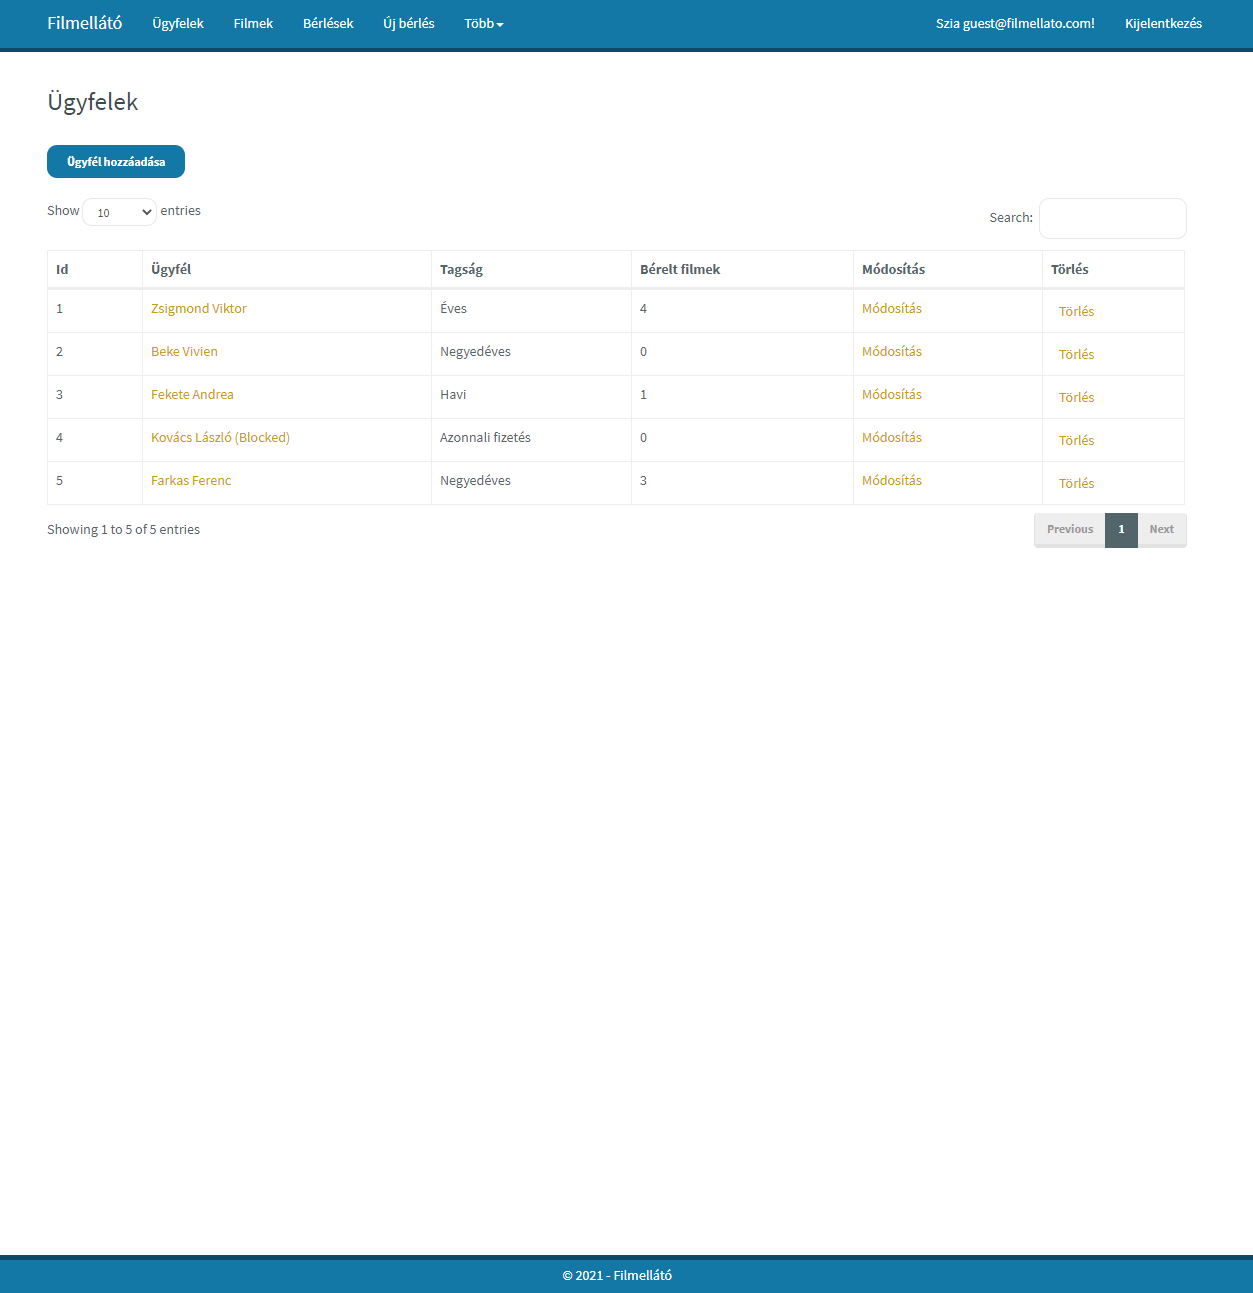 Filmellátó Ügyfelek Filmek Bérlések Új bérlés Több Szia guest@filmellato.com! Kijelentkezés
Ügyfelek
Ügyfél hozzáadása
Show 10 entries Search:
Id Ügyfél Tagság Bérelt filmek Módosítás Törlés
1 Zsigmond Viktor Éves 4 Módosítás Törlés
2 Beke Vivien Negyedéves 0 Módosítás Törlés
3 Fekete Andrea Havi 1 Módosítás Törlés
4 Kovács László (Blocked) Azonnali fizetés 0 Módosítás Törlés
5 Farkas Ferenc Negyedéves 3 Módosítás Törlés
Showing 1 to 5 of 5 entries Previous 1 Next
© 2021 - Filmellátó